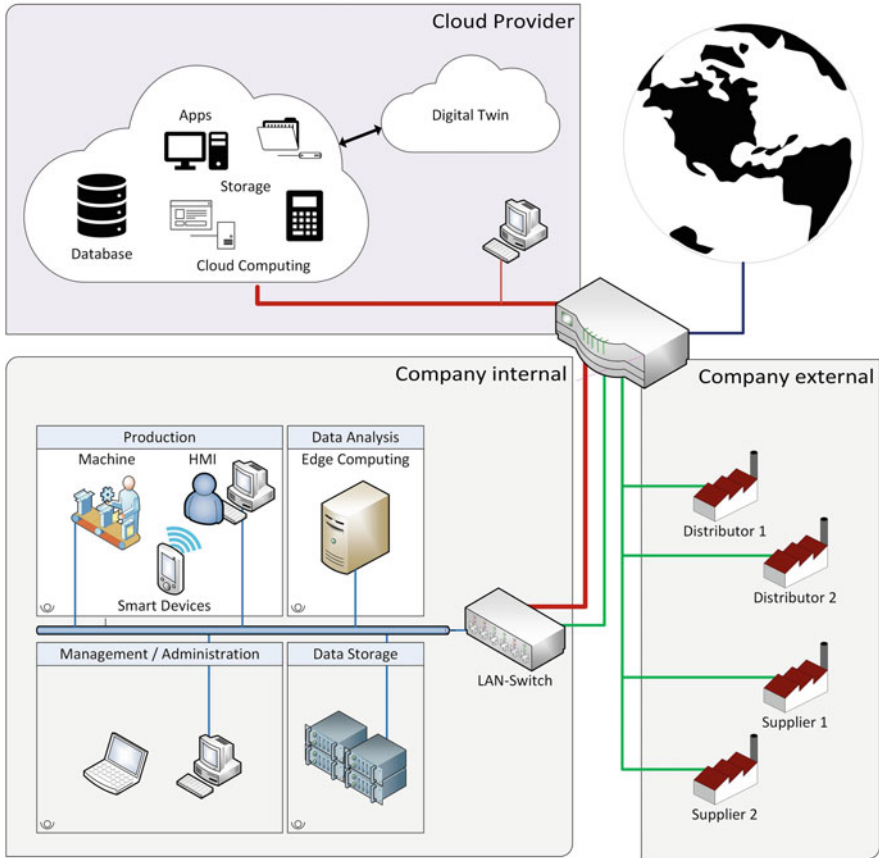 Cloud Provider
Apps
Digital Twin
Storage
Database
Cloud Computing
Company internal
Company external
Production
Data Analysis
Machine
HMI
Edge Computing
Smart Devices
Distributor 1
Distributor 2
Management / Administration
Data Storage
LAN-Switch
Supplier 1
Supplier 2